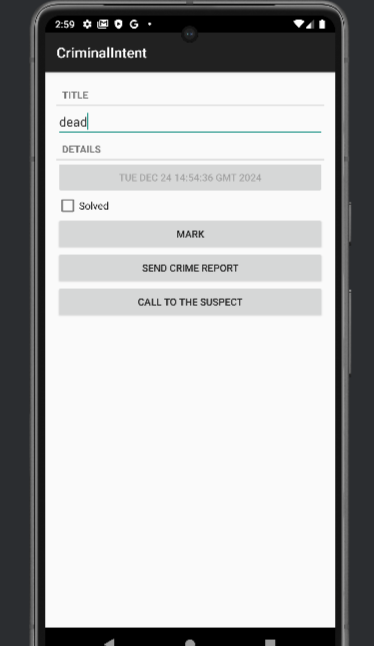 2:59 G
CriminalIntent
TITLE
dead
DETAILS
TUE DEC 24 14:54:36 GMT 2024
Solved
MARK
SEND CRIME REPORT
CALL TO THE SUSPECT